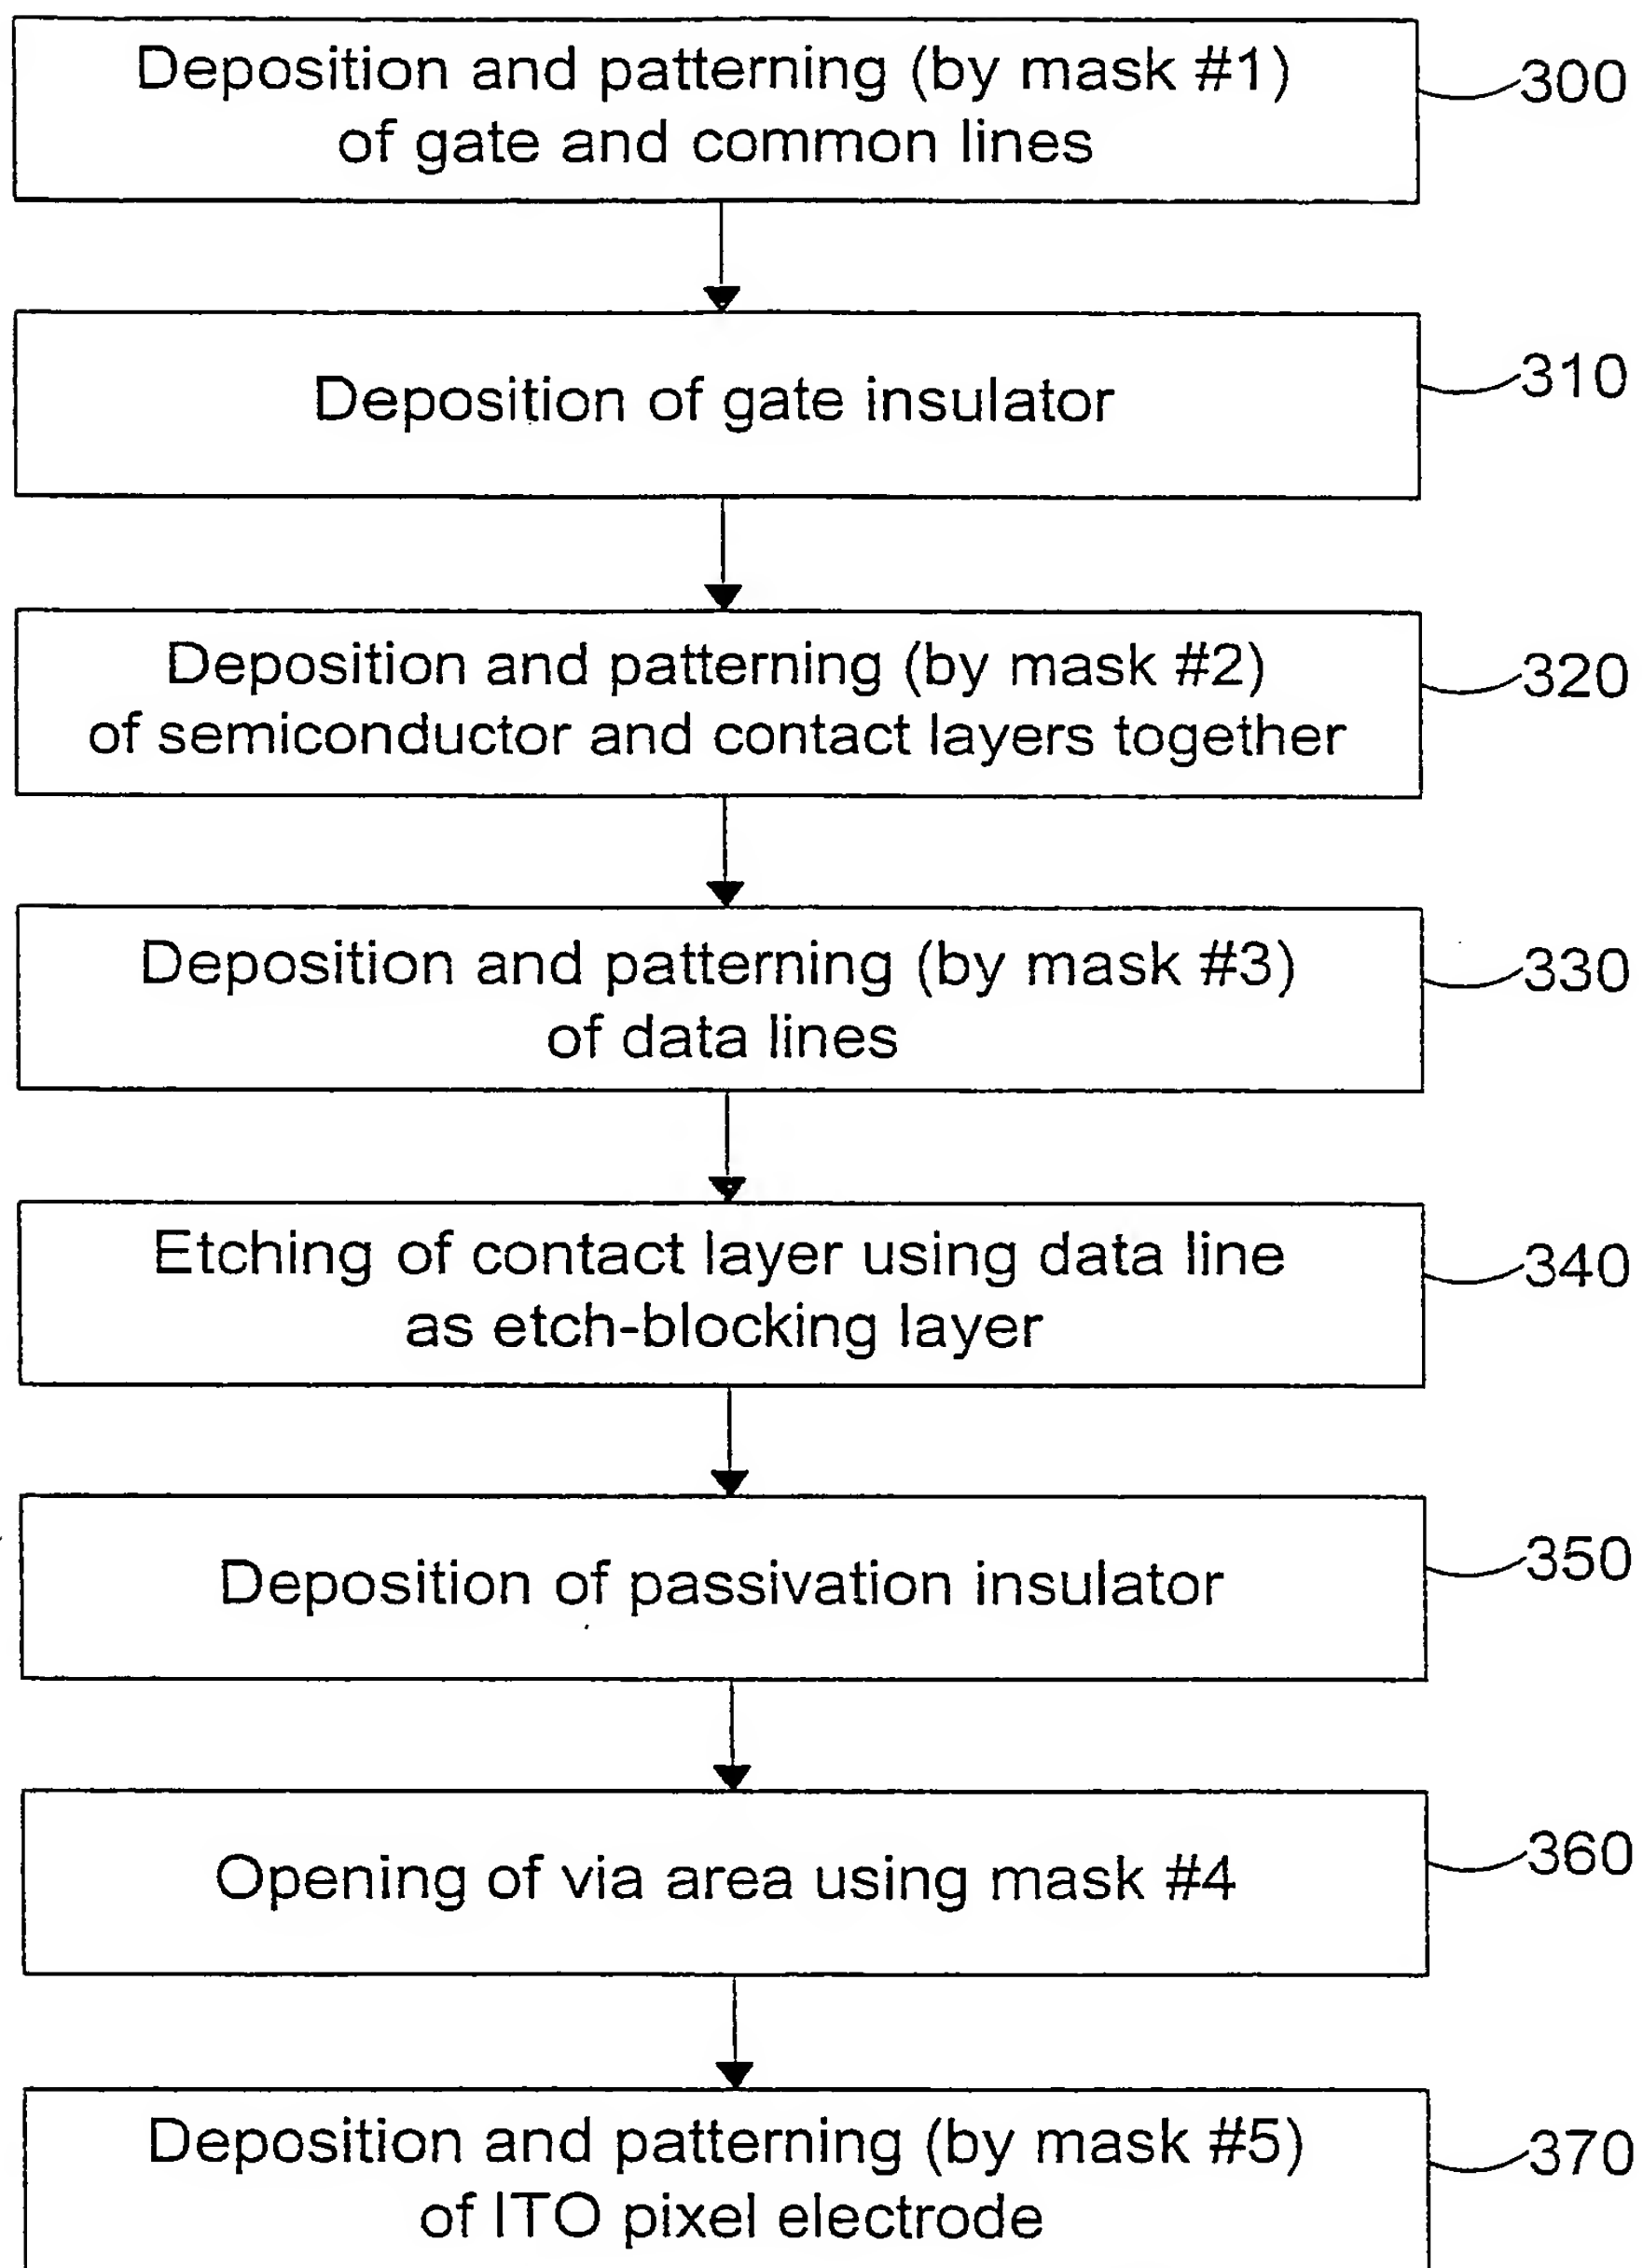 Deposition and patterning (by mask #1)
of gate and common lines
300
Deposition of gate insulator
310
Deposition and patterning (by mask #2)
of semiconductor and contact layers together
320
Deposition and patterning (by mask #3)
of data lines
330
Etching of contact layer using data line
as etch-blocking layer
340
Deposition of passivation insulator
350
Opening of via area using mask #4
360
Deposition and patterning (by mask #5)
of ITO pixel electrode
370